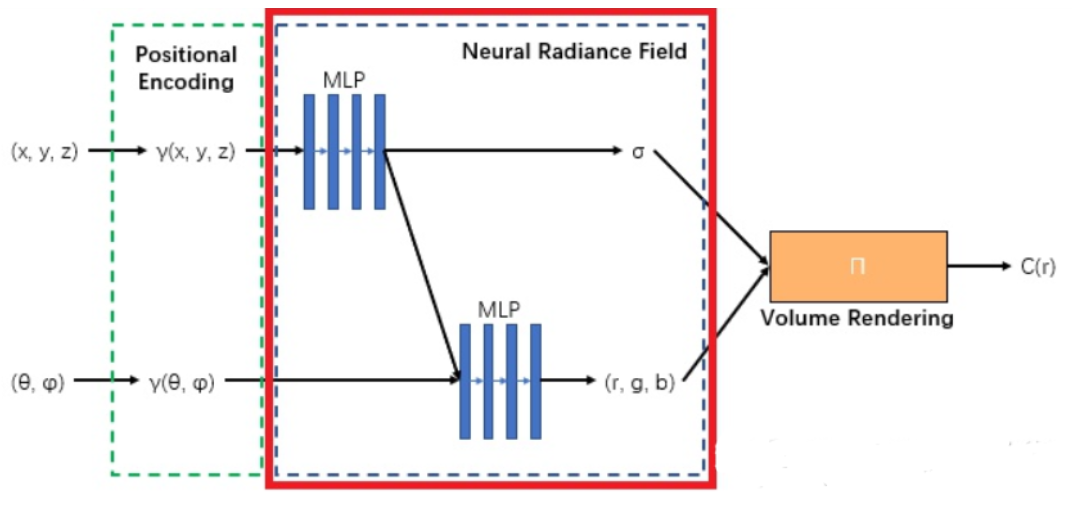 Positional
Encoding
Neural Radiance Field
MLP
(x, y, z)
γ(x, y, z)
σ
Π
C(r)
Volume Rendering
MLP
(θ, φ)
γ(θ, φ)
(r, g, b)